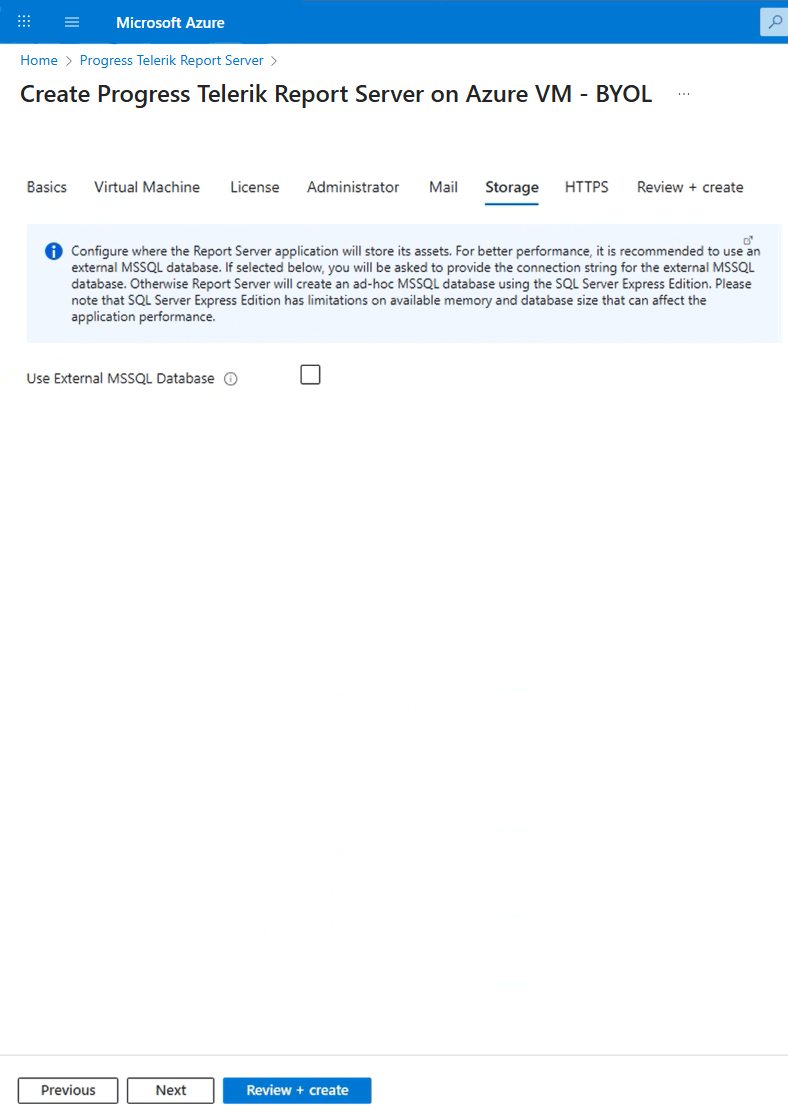 Microsoft Azure
Home > Progress Telerik Report Server >
Create Progress Telerik Report Server on Azure VM - BYOL ...
Basics Virtual Machine License Administrator Mail Storage HTTPS Review + create
Configure where the Report Server application will store its assets. For better performance, it is recommended to use an
external MSSQL database. If selected below, you will be asked to provide the connection string for the external MSSQL
database. Otherwise Report Server will create an ad-hoc MSSQL database using the SQL Server Express Edition. Please
note that SQL Server Express Edition has limitations on available memory and database size that can affect the
application performance.
Use External MSSQL Database
Previous Next Review + create